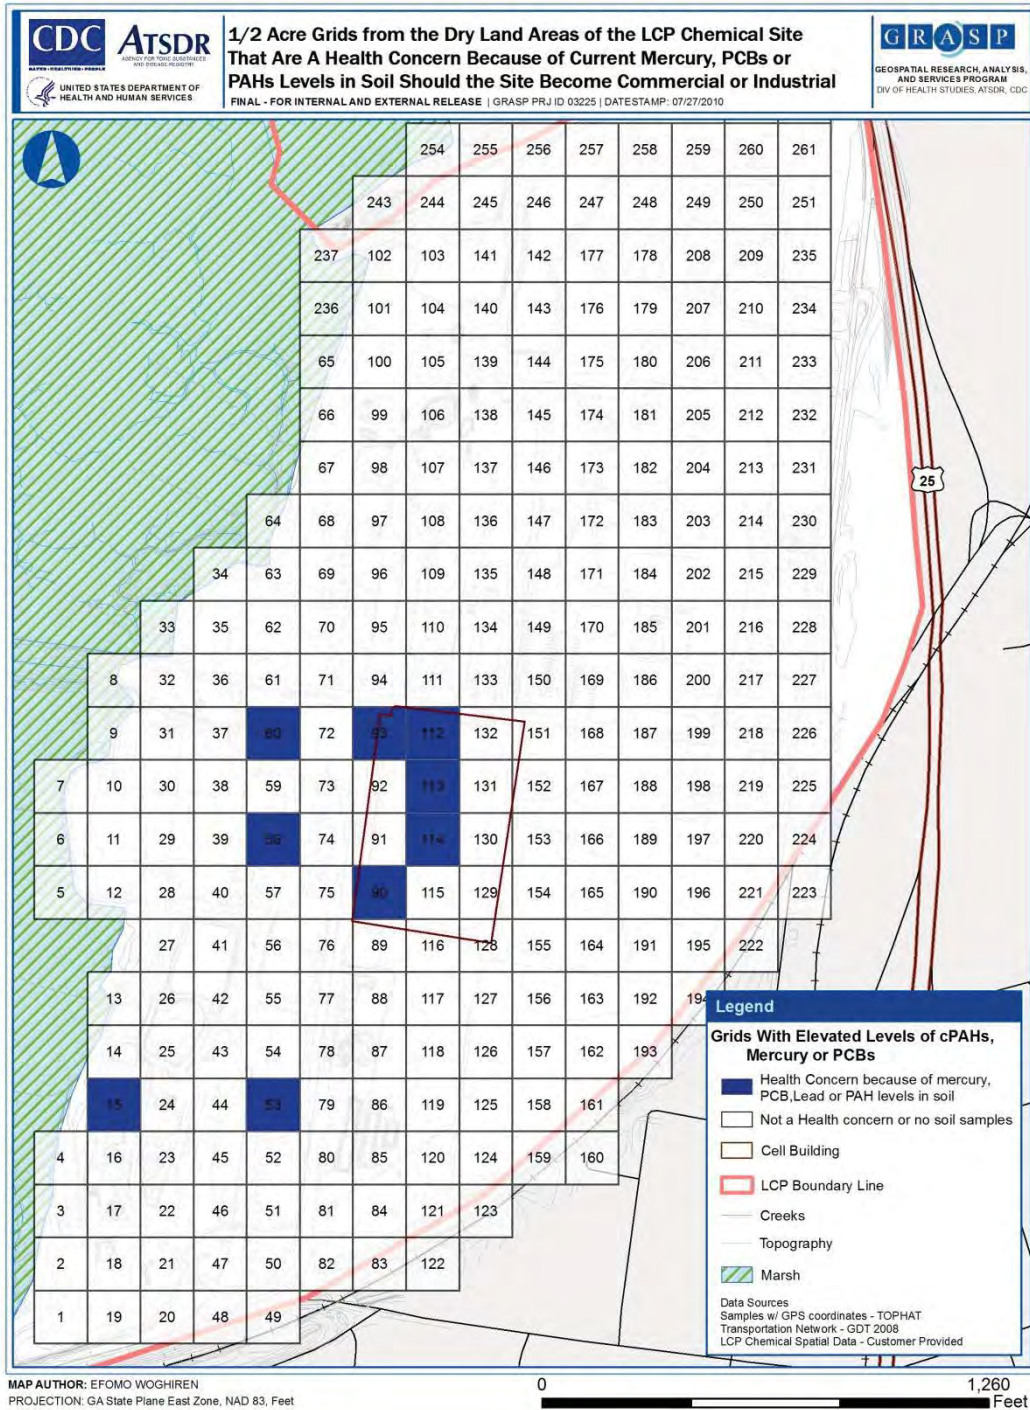 CDC
SAFER • HEALTHIER • PEOPLE
ATSDR
AGENCY FOR TOXIC SUBSTANCES
AND DISEASE REGISTRY
UNITED STATES DEPARTMENT OF
HEALTH AND HUMAN SERVICES
1/2 Acre Grids from the Dry Land Areas of the LCP Chemical Site
That Are A Health Concern Because of Current Mercury, PCBs or
PAHs Levels in Soil Should the Site Become Commercial or Industrial
FINAL - FOR INTERNAL AND EXTERNAL RELEASE | GRASP PRJ ID 03225 | DATESTAMP: 07/27/2010
GRASP
GEOSPATIAL RESEARCH, ANALYSIS,
AND SERVICES PROGRAM
DIV OF HEALTH STUDIES, ATSDR, CDC
254 255 256 257 258 259 260 261
243 244 245 246 247 248 249 250 251
237 102 103 141 142 177 178 208 209 235
236 101 104 140 143 176 179 207 210 234
65 100 105 139 144 175 180 206 211 233
66 99 106 138 145 174 181 205 212 232
67 98 107 137 146 173 182 204 213 231
25
64 68 97 108 136 147 172 183 203 214 230
34 63 69 96 109 135 148 171 184 202 215 229
33 35 62 70 95 110 134 149 170 185 201 216 228
8 32 36 61 71 94 111 133 150 169 186 200 217 227
9 31 37 60 72 93 112 132 151 168 187 199 218 226
7 10 30 38 59 73 92 113 131 152 167 188 198 219 225
6 11 29 39 58 74 91 114 130 153 166 189 197 220 224
5 12 28 40 57 75 90 115 129 154 165 190 196 221 223
27 41 56 76 89 116 128 155 164 191 195 222
13 26 42 55 77 88 117 127 156 163 192 194
14 25 43 54 78 87 118 126 157 162 193
15 24 44 53 79 86 119 125 158 161
4 16 23 45 52 80 85 120 124 159 160
3 17 22 46 51 81 84 121 123
2 18 21 47 50 82 83 122
1 19 20 48 49
Legend
Grids With Elevated Levels of cPAHs,
Mercury or PCBs
Health Concern because of mercury,
PCB,Lead or PAH levels in soil
Not a Health concern or no soil samples
Cell Building
LCP Boundary Line
Creeks
Topography
Marsh
Data Sources
Samples w/ GPS coordinates - TOPHAT
Transportation Network - GDT 2008
LCP Chemical Spatial Data - Customer Provided
MAP AUTHOR: EFOMO WOGHIREN
PROJECTION: GA State Plane East Zone, NAD 83, Feet
0 1,260
Feet